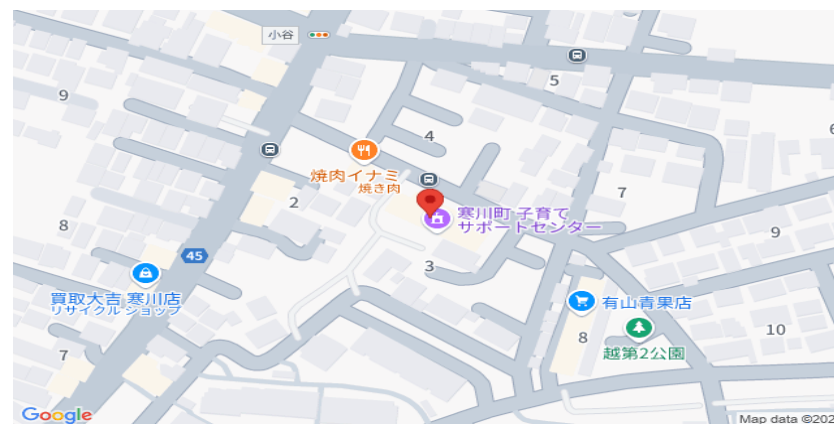 小谷
5
9
4
6
焼肉イナミ
焼き肉
2
7
寒川町 子育て
サポートセンター
8
9
45
3
買取大吉 寒川店
リサイクル ショップ
有山青果店
8
10
7
越第2公園
Google
Map data ©202